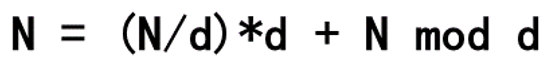 N = (N/d)*d + N mod d